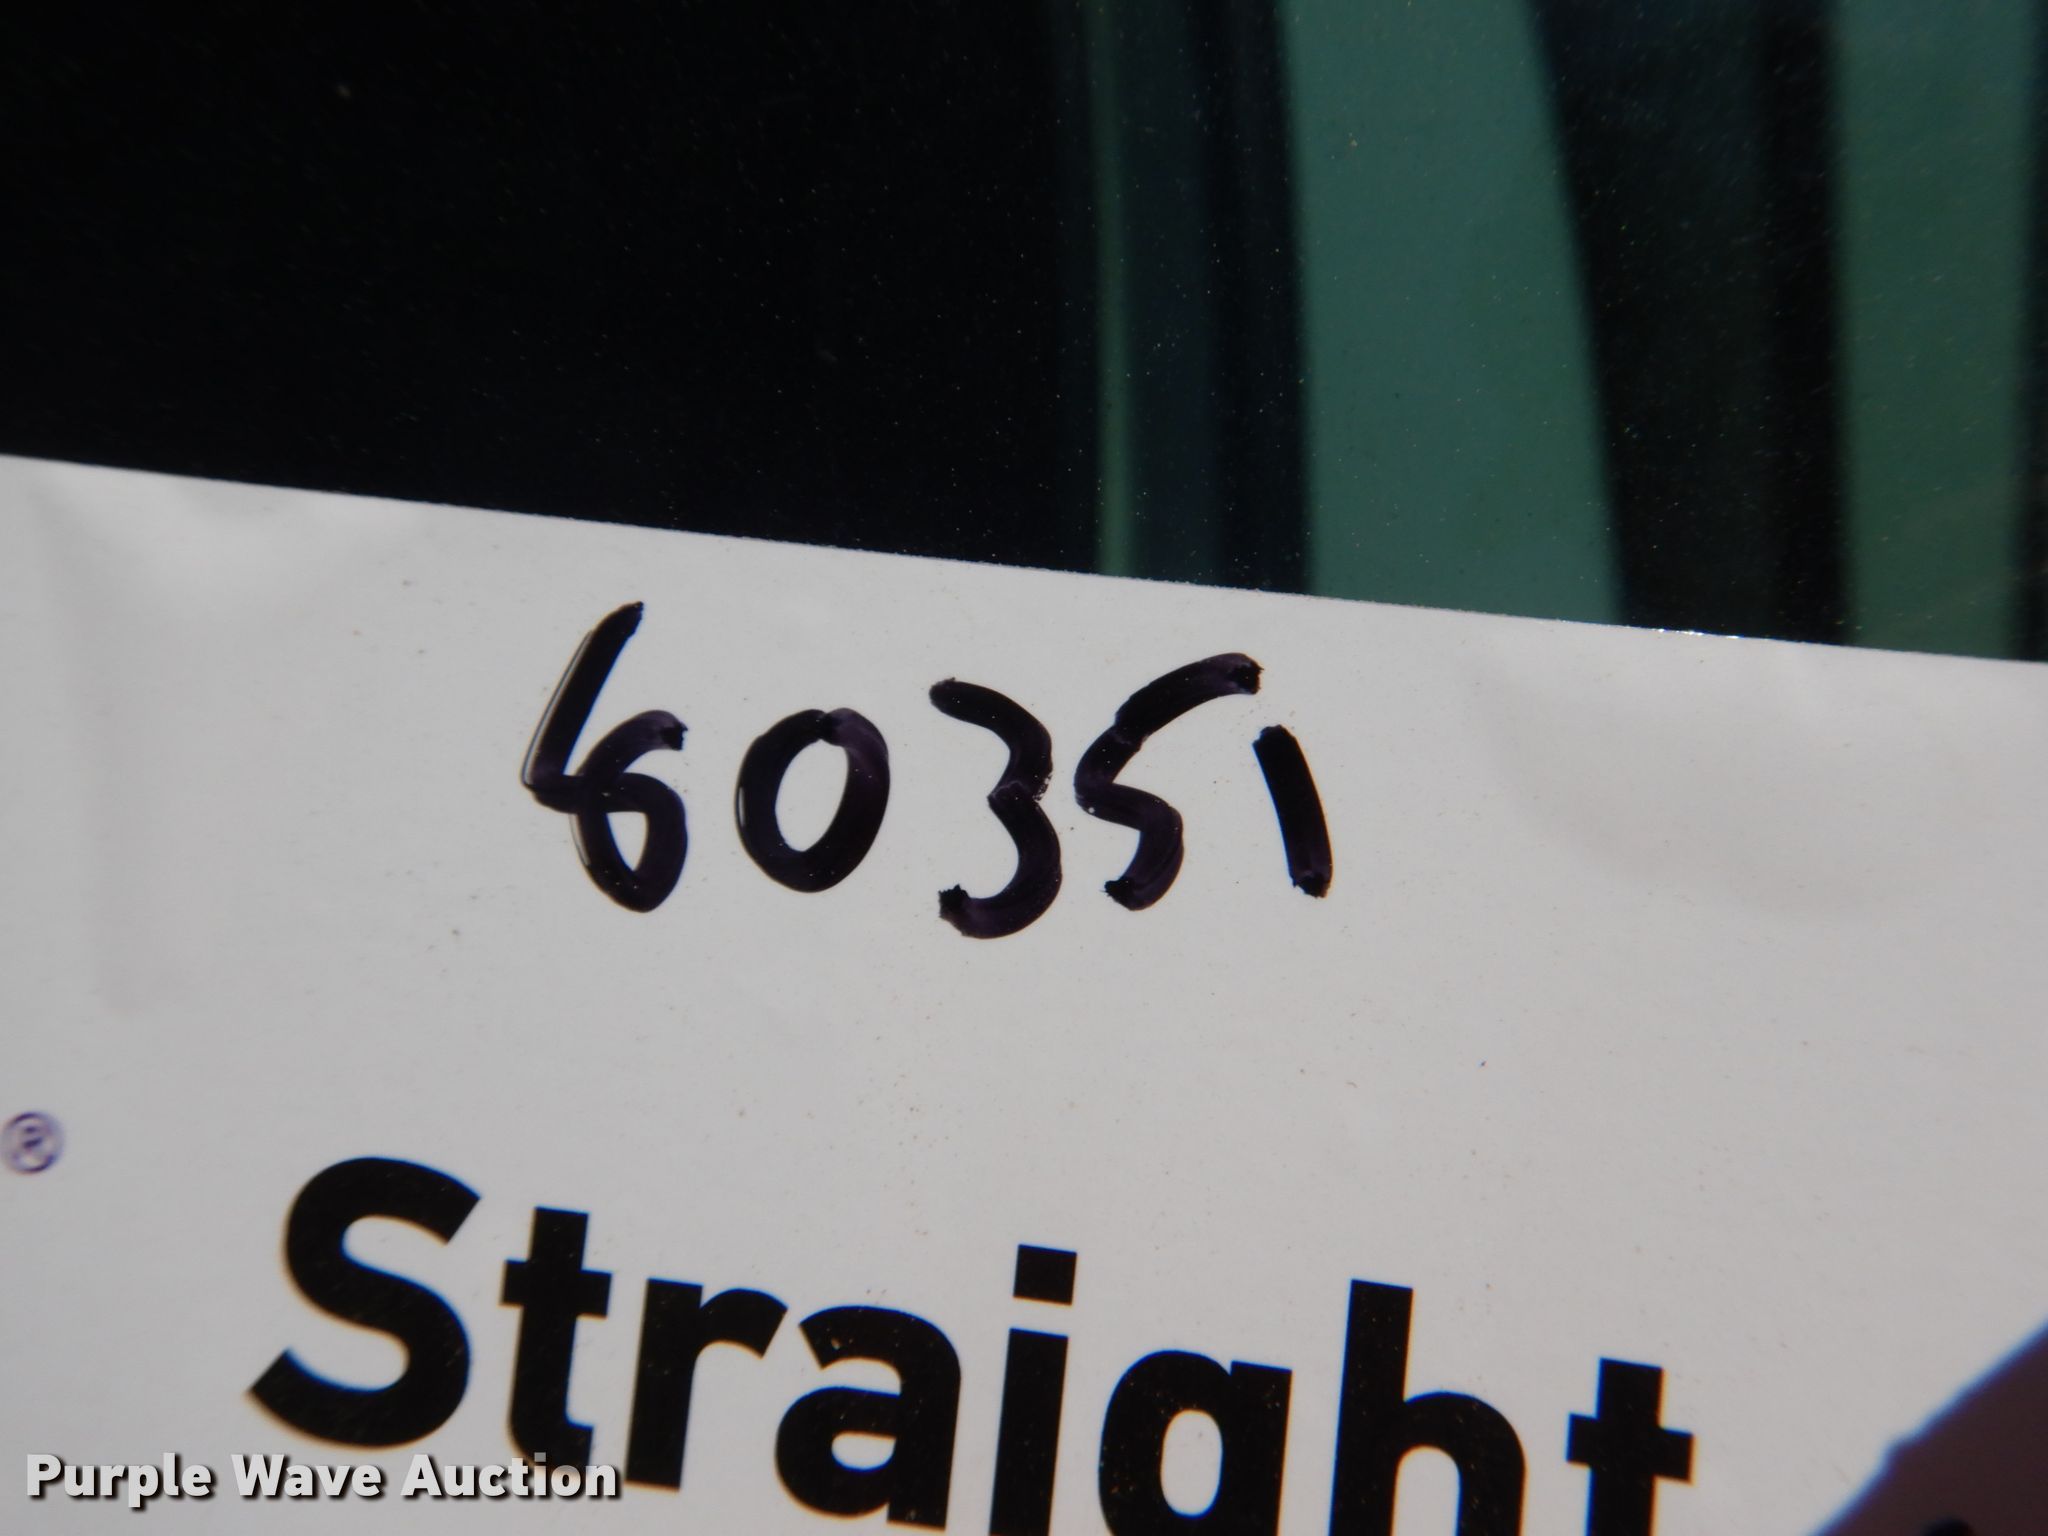 60351
®
Straight
Purple Wave Auction